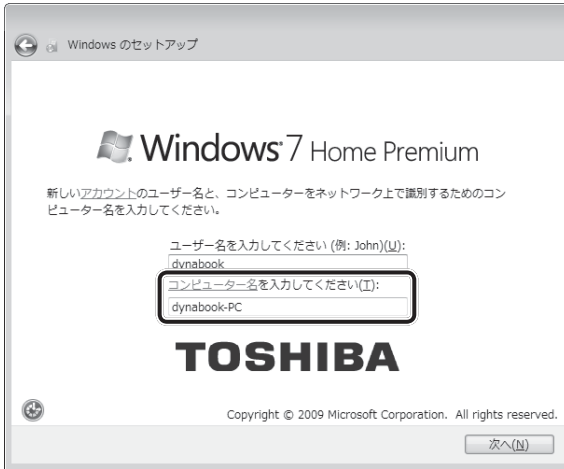 Windows のセットアップ
Windows 7 Home Premium
新しいアカウントのユーザー名と、コンピューターをネットワーク上で識別するためのコン
ピューター名を入力してください。
ユーザー名を入力してください (例: John)(U):
dynabook
コンピューター名を入力してください(T):
dynabook-PC
TOSHIBA
Copyright © 2009 Microsoft Corporation. All rights reserved.
次へ(N)